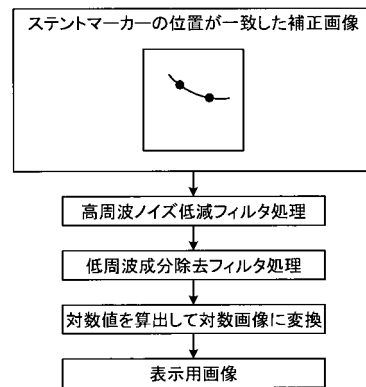 ステントマーカーの位置が一致した補正画像
高周波ノイズ低減フィルタ処理
低周波成分除去フィルタ処理
対数値を算出して対数画像に変換
表示用画像